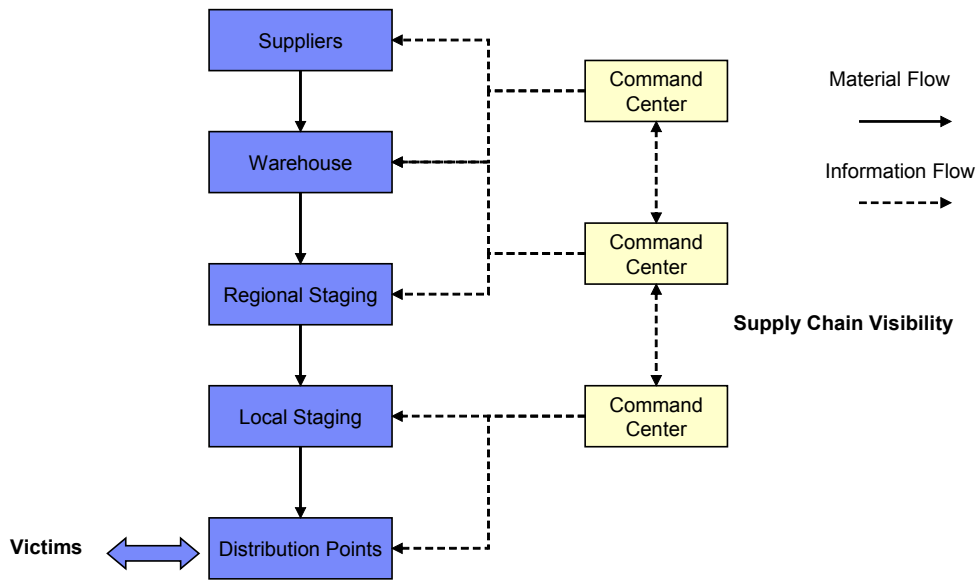 Suppliers
Command
Center
Material Flow
Warehouse
Information Flow
Command
Center
Regional Staging
Supply Chain Visibility
Local Staging
Command
Center
Victims
Distribution Points